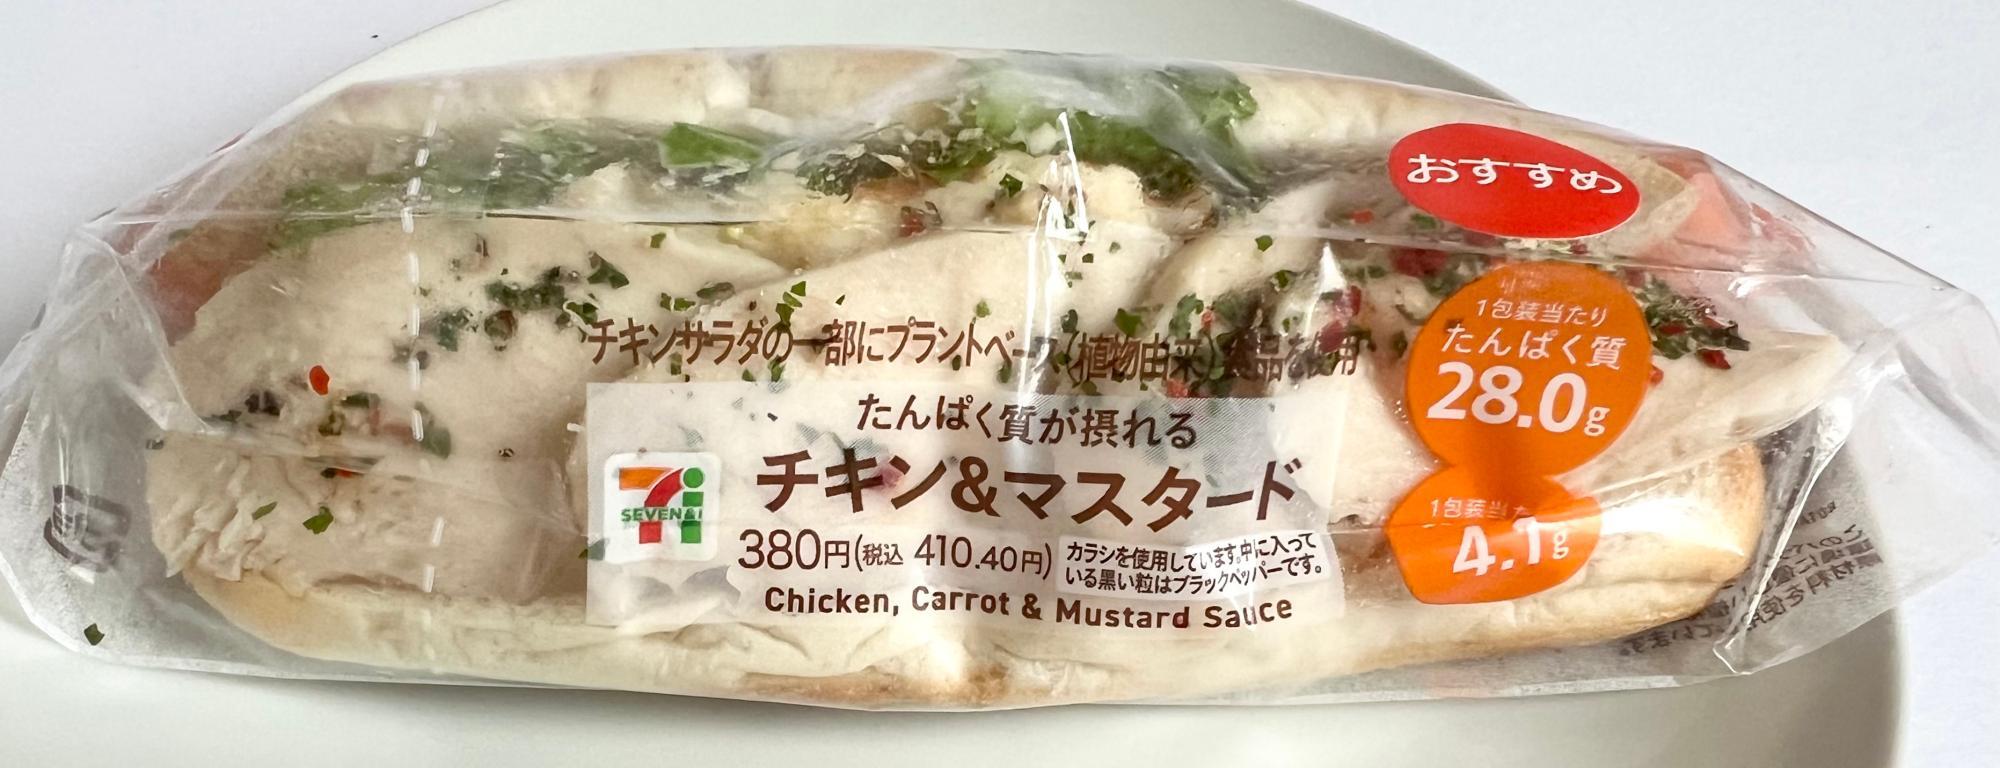 おすすめ
1包装当たり
たんぱく質
28.0g
チキンサラダの一部にプラントベース(植物由来)食品を使用
たんぱく質が摂れる
チキン&マスタード
SEVEN&i
380円(税込 410.40円)
カラシを使用しています。中に入って
いる黒い粒はブラックペッパーです。
Chicken, Carrot & Mustard Sauce
1包装当た
4.1g